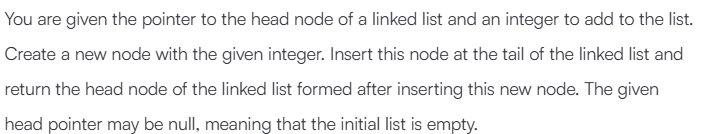 You are given the pointer to the head node of a linked list and an integer to add to the list.
Create a new node with the given integer. Insert this node at the tail of the linked list and
return the head node of the linked list formed after inserting this new node. The given
head pointer may be null, meaning that the initial list is empty.